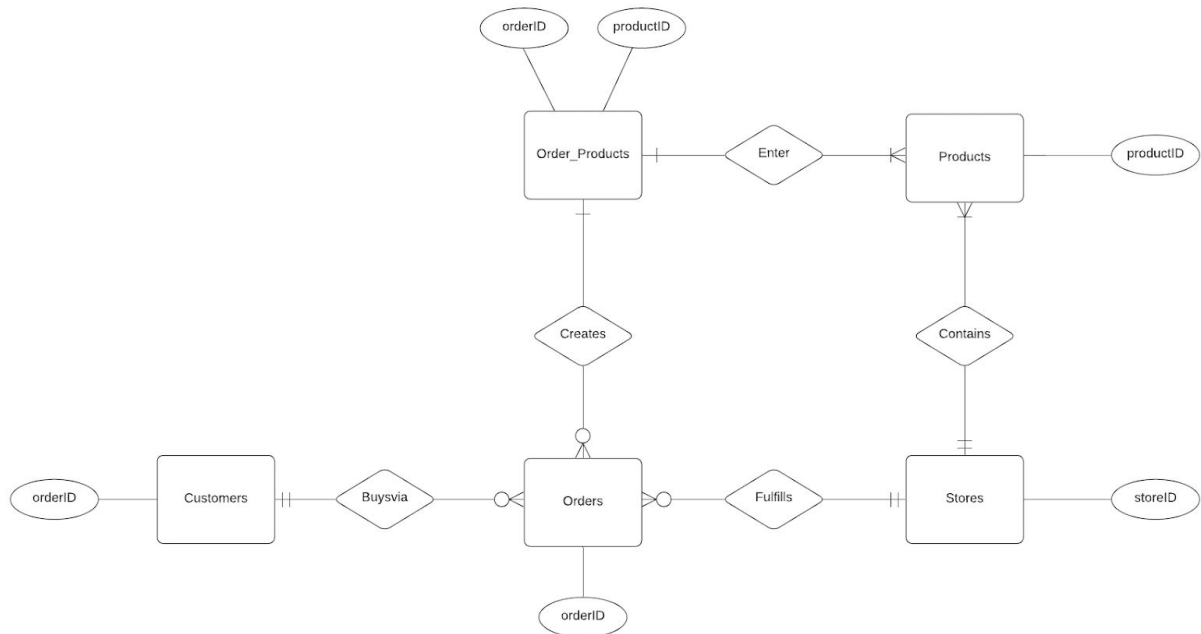 orderID
productID
Order_Products
Enter
Products
productID
Creates
Contains
orderID
Customers
Buysvia
Orders
Fulfills
Stores
storeID
orderID